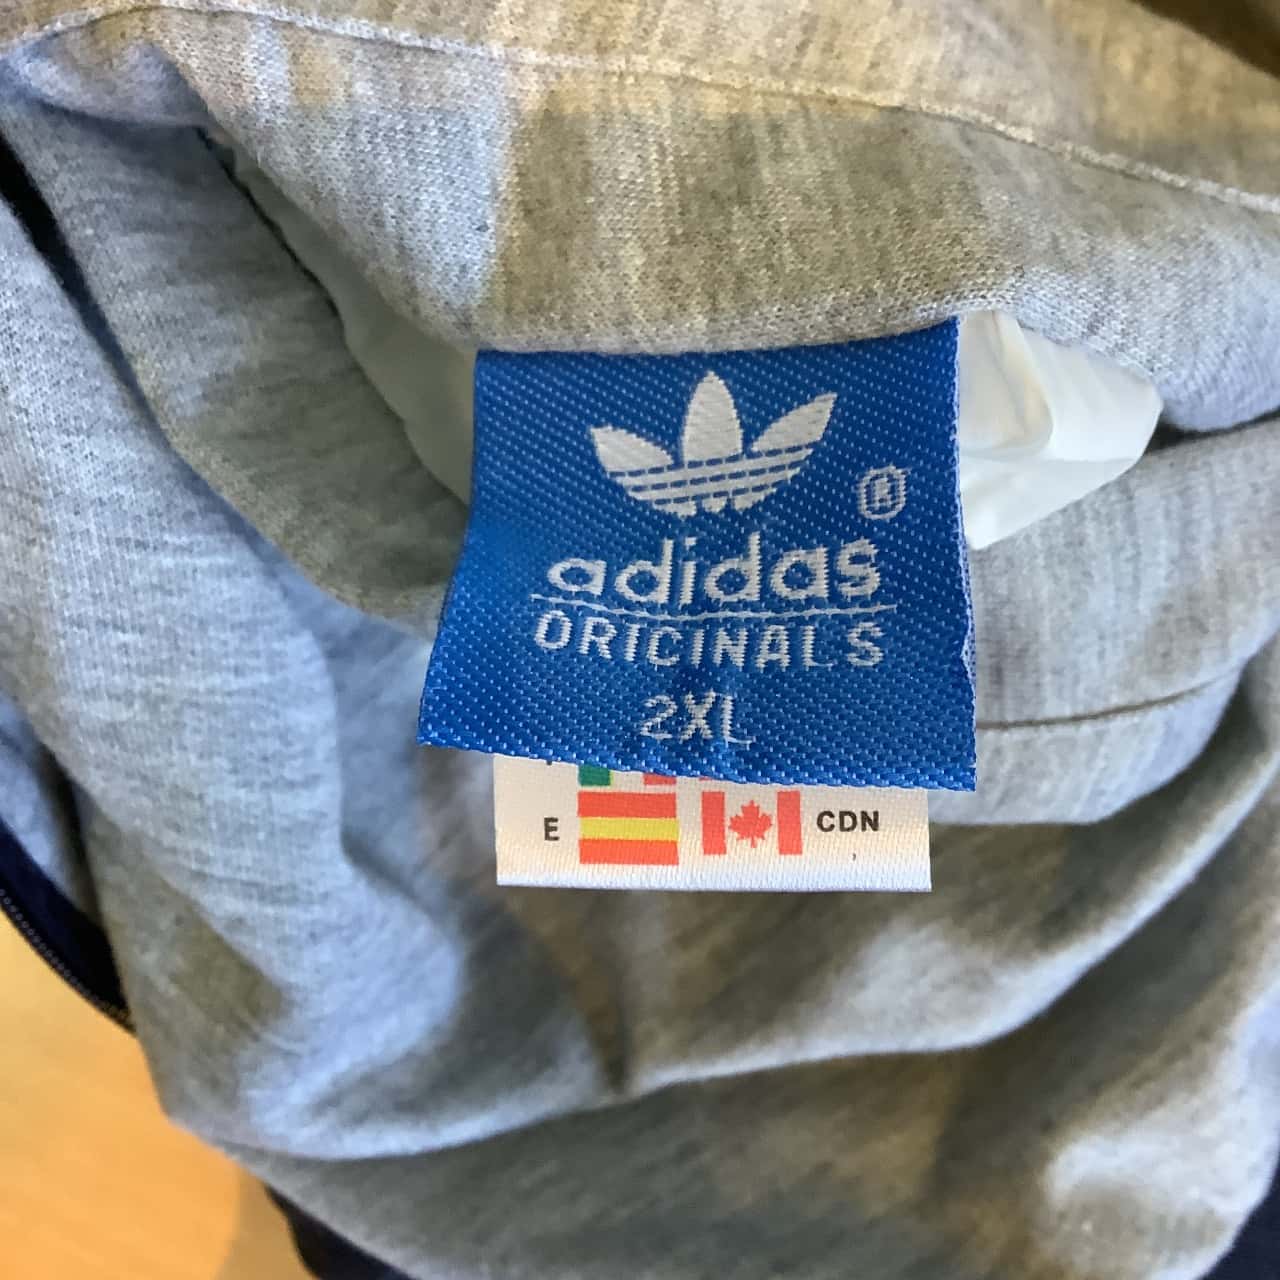 ®
adidas
ORIGINALS
2XL
E CDN